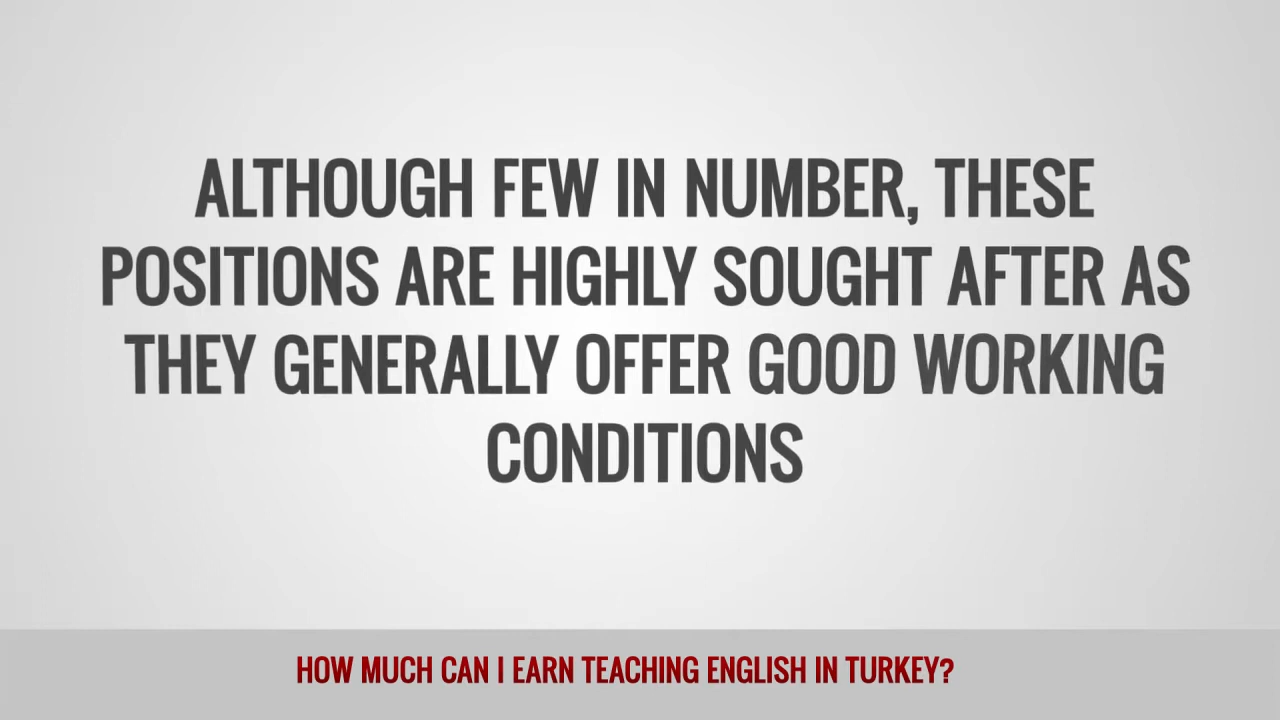 ALTHOUGH FEW IN NUMBER, THESE
POSITIONS ARE HIGHLY SOUGHT AFTER AS
THEY GENERALLY OFFER GOOD WORKING
CONDITIONS
HOW MUCH CAN I EARN TEACHING ENGLISH IN TURKEY?